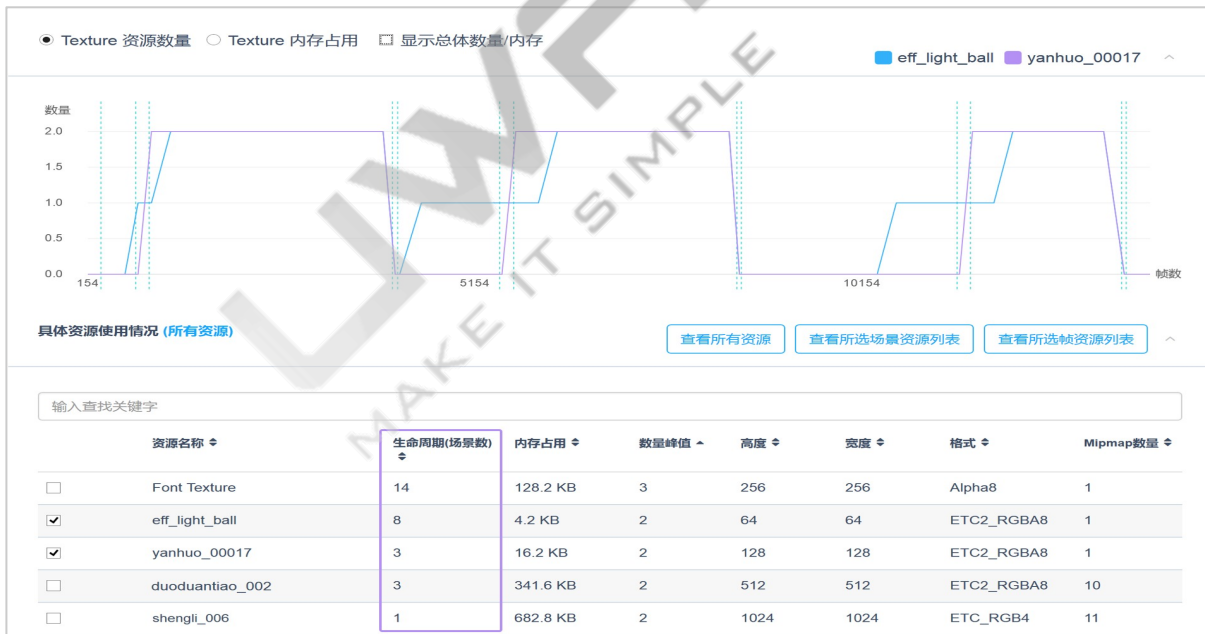 Texture 资源数量 Texture 内存占用 显示总体数量/内存
eff_light_ball yanhuo_00017
数量
2.0
1.5
1.0
0.5
0.0
154 5154 10154 帧数
具体资源使用情况 (所有资源) 查看所有资源 查看所选场景资源列表 查看所选帧资源列表
输入查找关键字
资源名称 生命周期(场景数) 内存占用 数量峰值 高度 宽度 格式 Mipmap数量
Font Texture 14 128.2 KB 3 256 256 Alpha8 1
eff_light_ball 8 4.2 KB 2 64 64 ETC2_RGBA8 1
yanhuo_00017 3 16.2 KB 2 128 128 ETC2_RGBA8 1
duoduantiao_002 3 341.6 KB 2 512 512 ETC2_RGBA8 10
shengli_006 1 682.8 KB 2 1024 1024 ETC_RGB4 11
MAKE IT SIMPLE